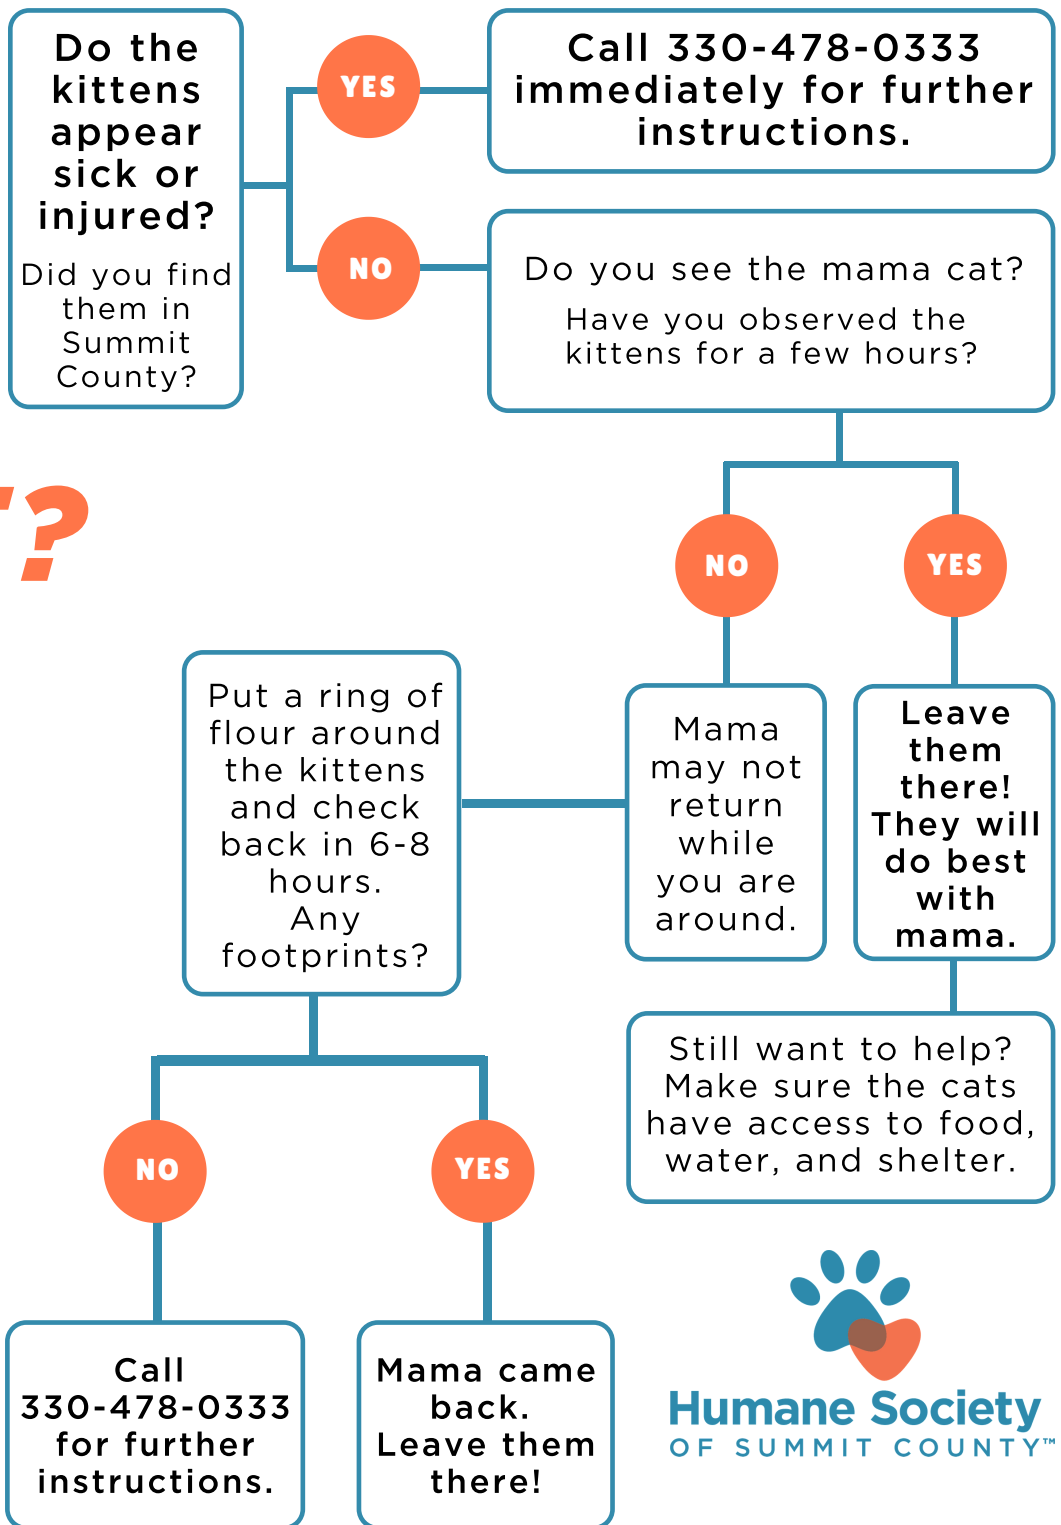 Do the
kittens
appear
sick or
injured?
Did you find
them in
Summit
County?
YES
Call 330-478-0333
immediately for further
instructions.
NO
Do you see the mama cat?
Have you observed the
kittens for a few hours?
?
NO
YES
Put a ring of
flour around
the kittens
and check
back in 6-8
hours.
Any
footprints?
Mama
may not
return
while
you are
around.
Leave
them
there!
They will
do best
with
mama.
Still want to help?
Make sure the cats
have access to food,
water, and shelter.
NO
YES
Call
330-478-0333
for further
instructions.
Mama came
back.
Leave them
there!
Humane Society
OF SUMMIT COUNTY™